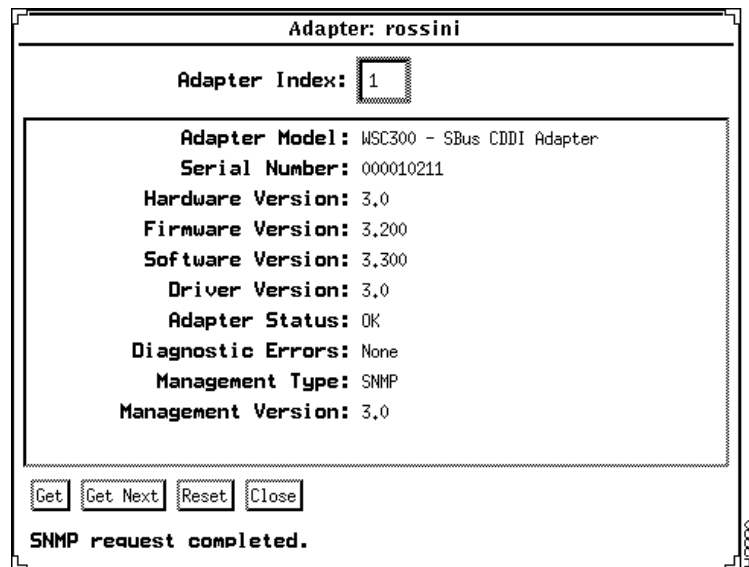 Adapter: rossini
Adapter Index: 1
Adapter Model: WSC300 - SBus CDDI Adapter
Serial Number: 000010211
Hardware Version: 3.0
Firmware Version: 3.200
Software Version: 3.300
Driver Version: 3.0
Adapter Status: OK
Diagnostic Errors: None
Management Type: SNMP
Management Version: 3.0
Get Get Next Reset Close
SNMP request completed.